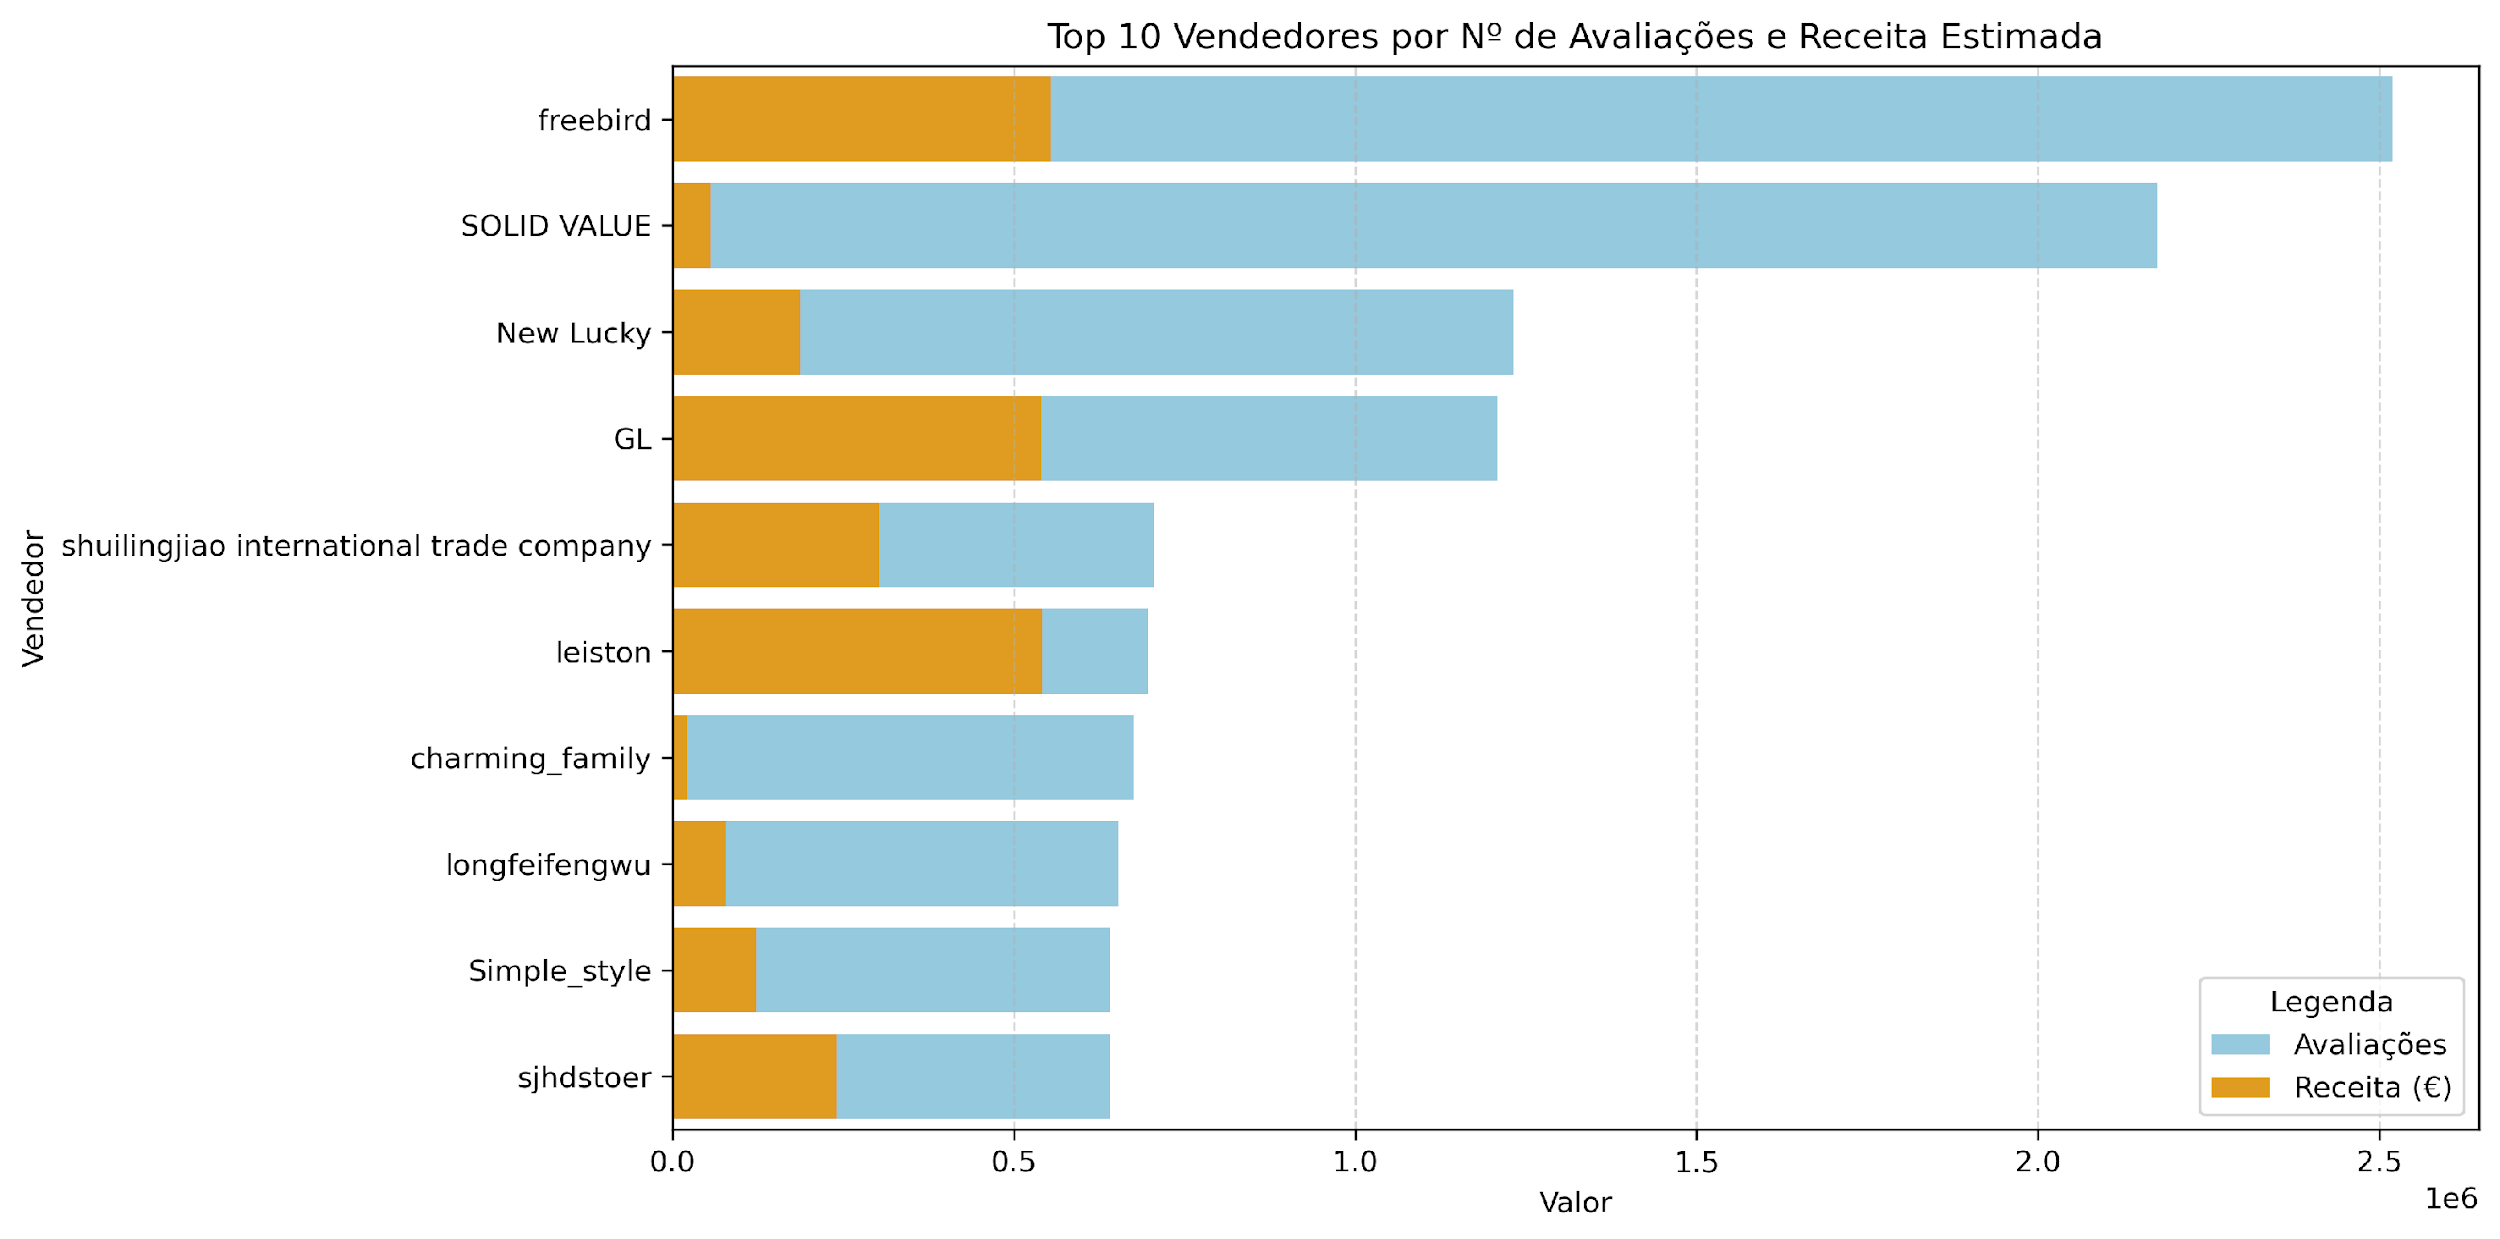 Top 10 Vendedores por Nº de Avaliações e Receita Estimada
Vendedor
freebird
SOLID VALUE
New Lucky
GL
shuilingjiao international trade company
leiston
charming_family
longfeifengwu
Simple_style
sjhdstoer
Legenda
Avaliações
Receita (€)
0.0 0.5 1.0 1.5 2.0 2.5
Valor
1e6